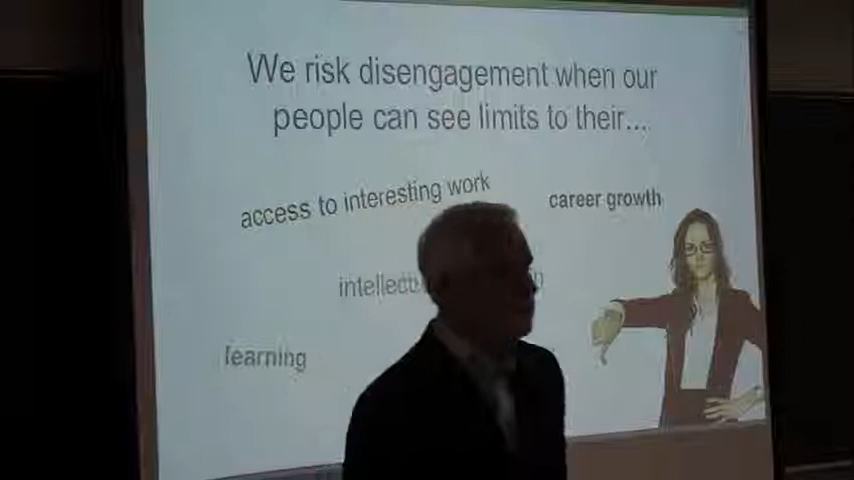 We risk disengagement when our
people can see limits to their...
access to interesting work
career growth
learning